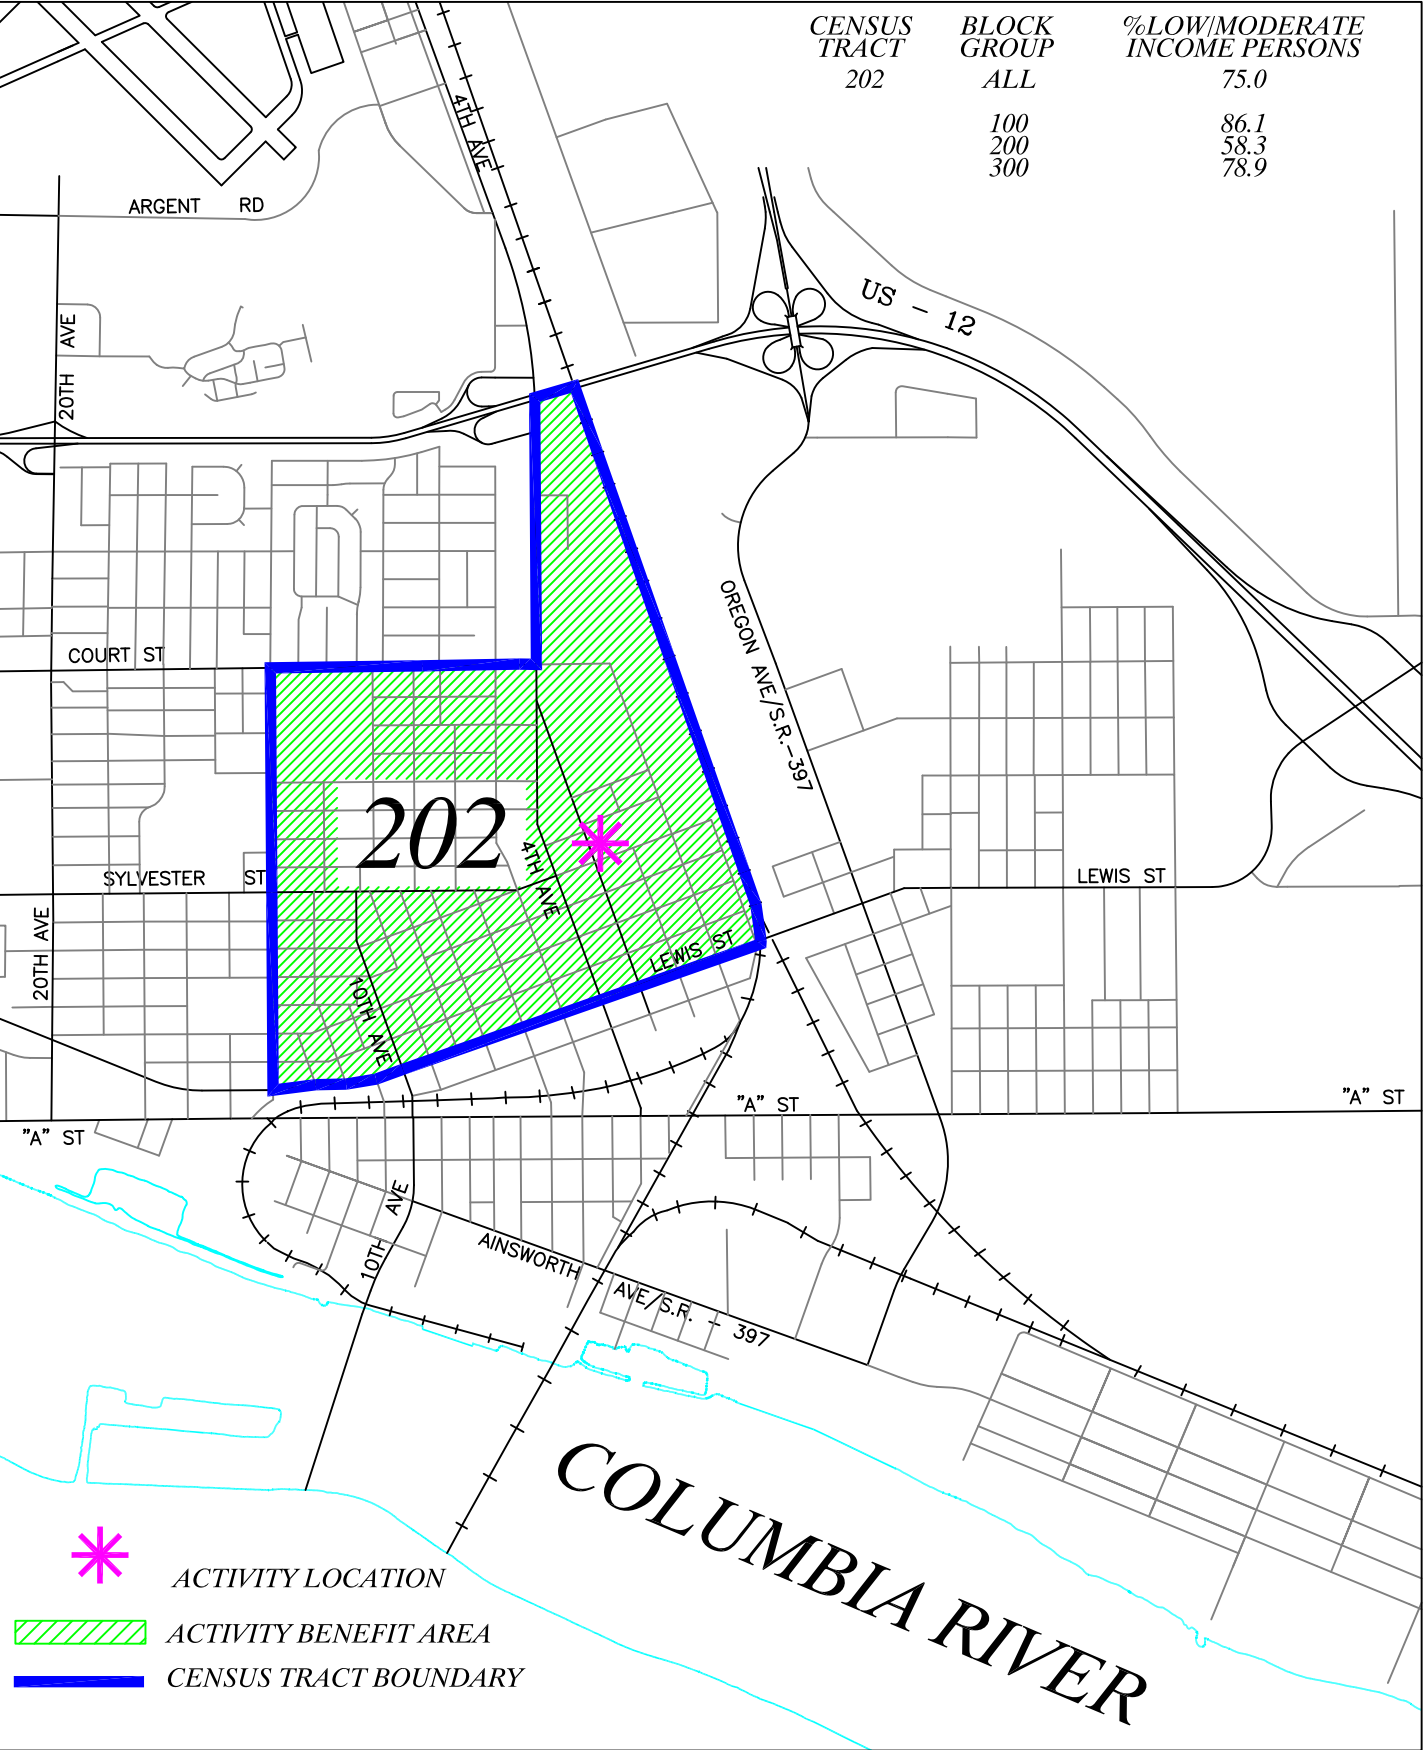 CENSUS TRACT
BLOCK GROUP
%LOW/MODERATE INCOME PERSONS
202 ALL 75.0
100 86.1
200 58.3
300 78.9
4TH AVE
ARGENT RD
US - 12
20TH AVE
COURT ST
OREGON AVE/S.R.-397
202
4TH AVE
SYLVESTER ST
LEWIS ST
20TH AVE
LEWIS ST
10TH AVE
"A" ST
"A" ST
"A" ST
10TH AVE
AINSWORTH AVE/S.R. - 397
COLUMBIA RIVER
ACTIVITY LOCATION
ACTIVITY BENEFIT AREA
CENSUS TRACT BOUNDARY